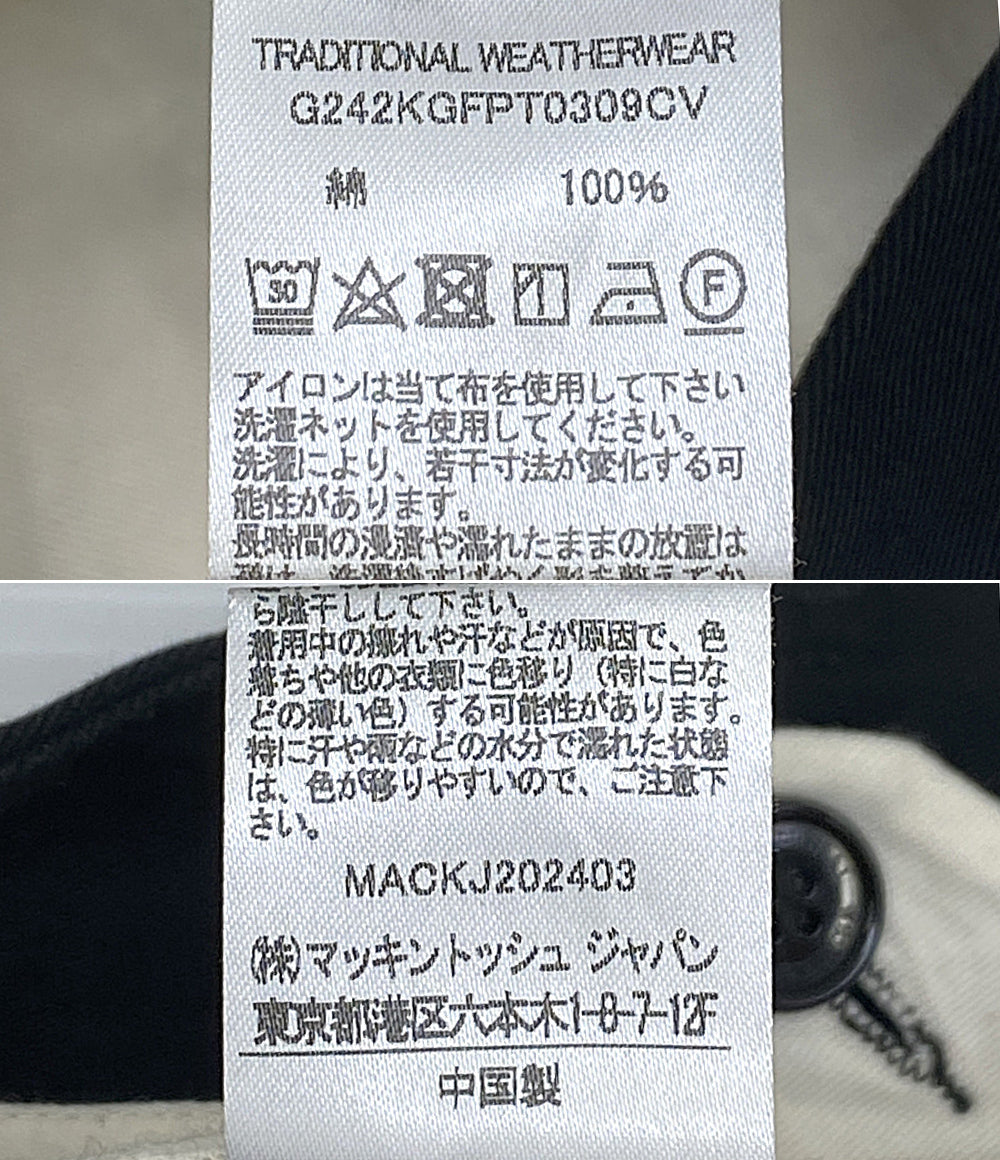 TRADITIONAL WEATHERWEAR
G242KGFPT0309CV
綿 100%
30
F
アイロンは当て布を使用して下さい
洗濯ネットを使用してください。
洗濯により、若干寸法が変化する可
能性があります。
長時間の浸漬や濡れたままの放置は
ら陰干しして下さい。
着用中の擦れや汗などが原因で、色
落ちや他の衣類に色移り(特に白な
どの薄い色)する可能性があります。
特に汗や雨などの水分で濡れた状態
は、色が移りやすいので、ご注意下
さい。
MACKJ202403
(株)マッキントッシュ ジャパン
東京都港区六本木1-8-7-12F
中国製